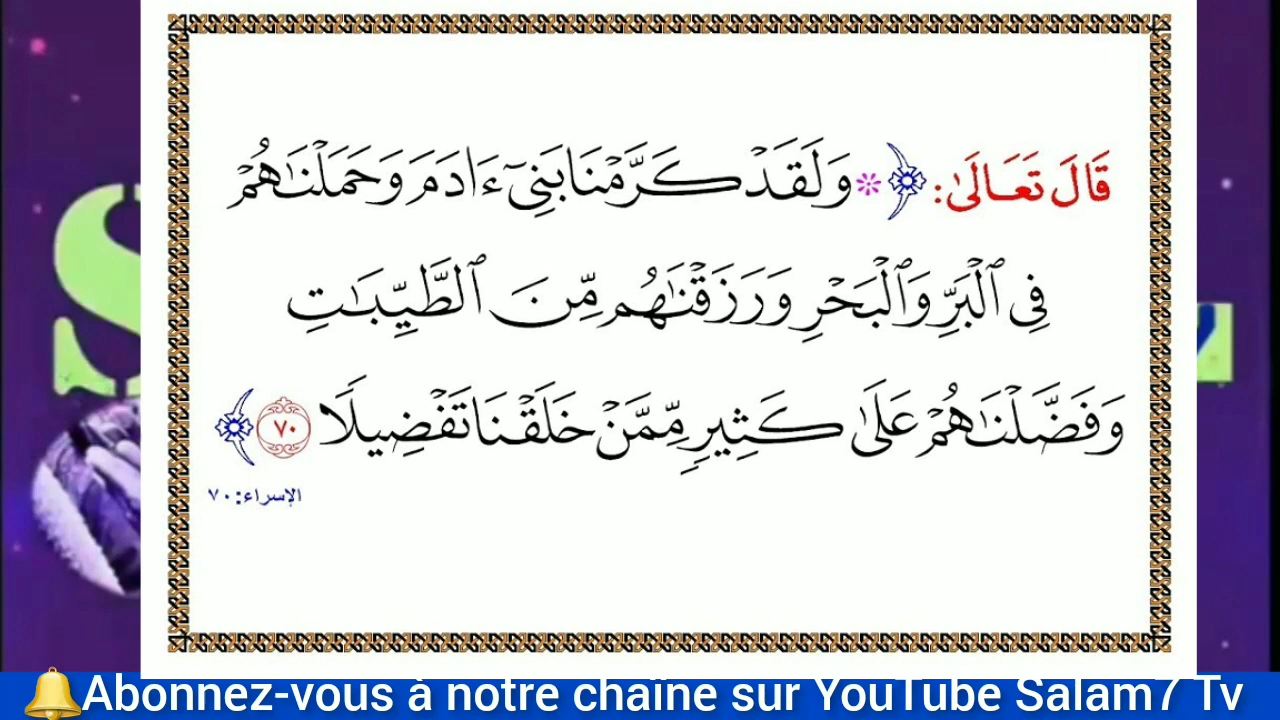 قَالَ تَعَالَىٰ: ﴿۞ وَلَقَدْ كَرَّمْنَا بَنِىٓ ءَادَمَ وَحَمَلْنَـٰهُمْ
فِى ٱلْبَرِّ وَٱلْبَحْرِ وَرَزَقْنَـٰهُم مِّنَ ٱلطَّيِّبَـٰتِ
وَفَضَّلْنَـٰهُمْ عَلَىٰ كَثِيرٍ مِّمَّنْ خَلَقْنَا تَفْضِيلًا ٧٠﴾
الإسراء: ٧٠
S
Abonnez-vous à notre chaîne sur YouTube Salam7 Tv